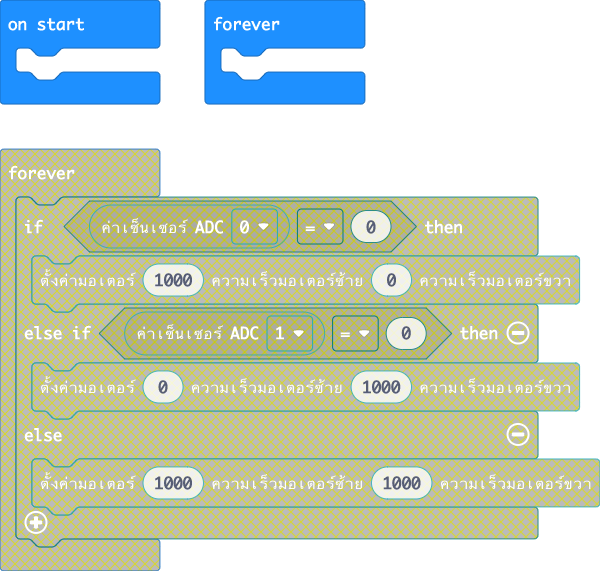 on start
forever
forever
if ค่าเซ็นเซอร์ ADC 0 = 0 then
ตั้งค่ามอเตอร์ 1000 ความเร็วมอเตอร์ซ้าย 0 ความเร็วมอเตอร์ขวา
else if ค่าเซ็นเซอร์ ADC 1 = 0 then
ตั้งค่ามอเตอร์ 0 ความเร็วมอเตอร์ซ้าย 1000 ความเร็วมอเตอร์ขวา
else
ตั้งค่ามอเตอร์ 1000 ความเร็วมอเตอร์ซ้าย 1000 ความเร็วมอเตอร์ขวา